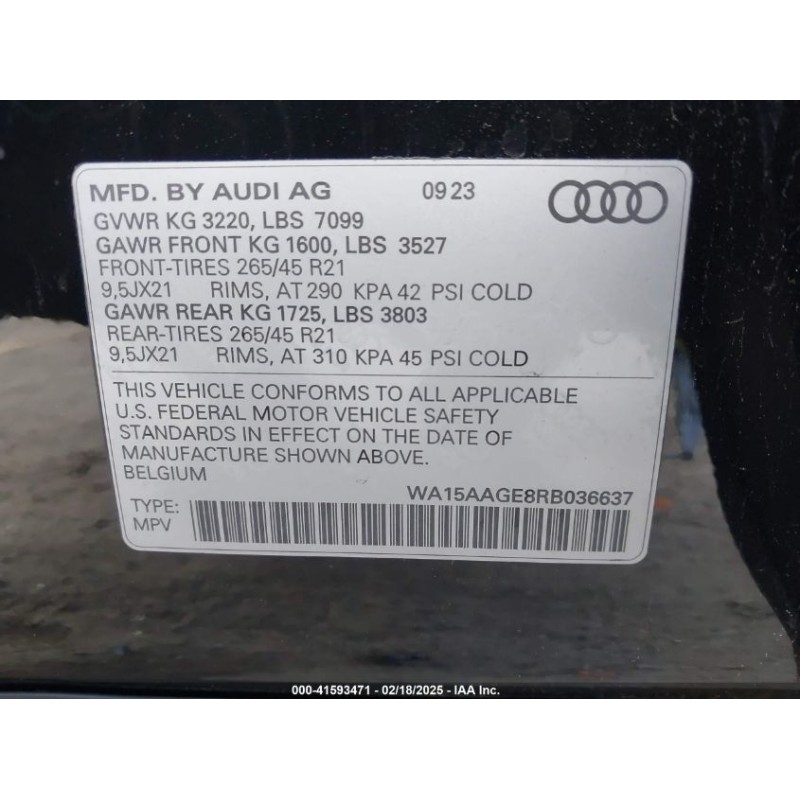 MFD. BY AUDI AG 09 23
GVWR KG 3220, LBS 7099
GAWR FRONT KG 1600, LBS 3527
FRONT-TIRES 265/45 R21
9,5JX21 RIMS, AT 290 KPA 42 PSI COLD
GAWR REAR KG 1725, LBS 3803
REAR-TIRES 265/45 R21
9,5JX21 RIMS, AT 310 KPA 45 PSI COLD
THIS VEHICLE CONFORMS TO ALL APPLICABLE
U.S. FEDERAL MOTOR VEHICLE SAFETY
STANDARDS IN EFFECT ON THE DATE OF
MANUFACTURE SHOWN ABOVE.
BELGIUM
WA15AAGE8RB036637
TYPE:
MPV
000-41593471 - 02/18/2025 - IAA Inc.